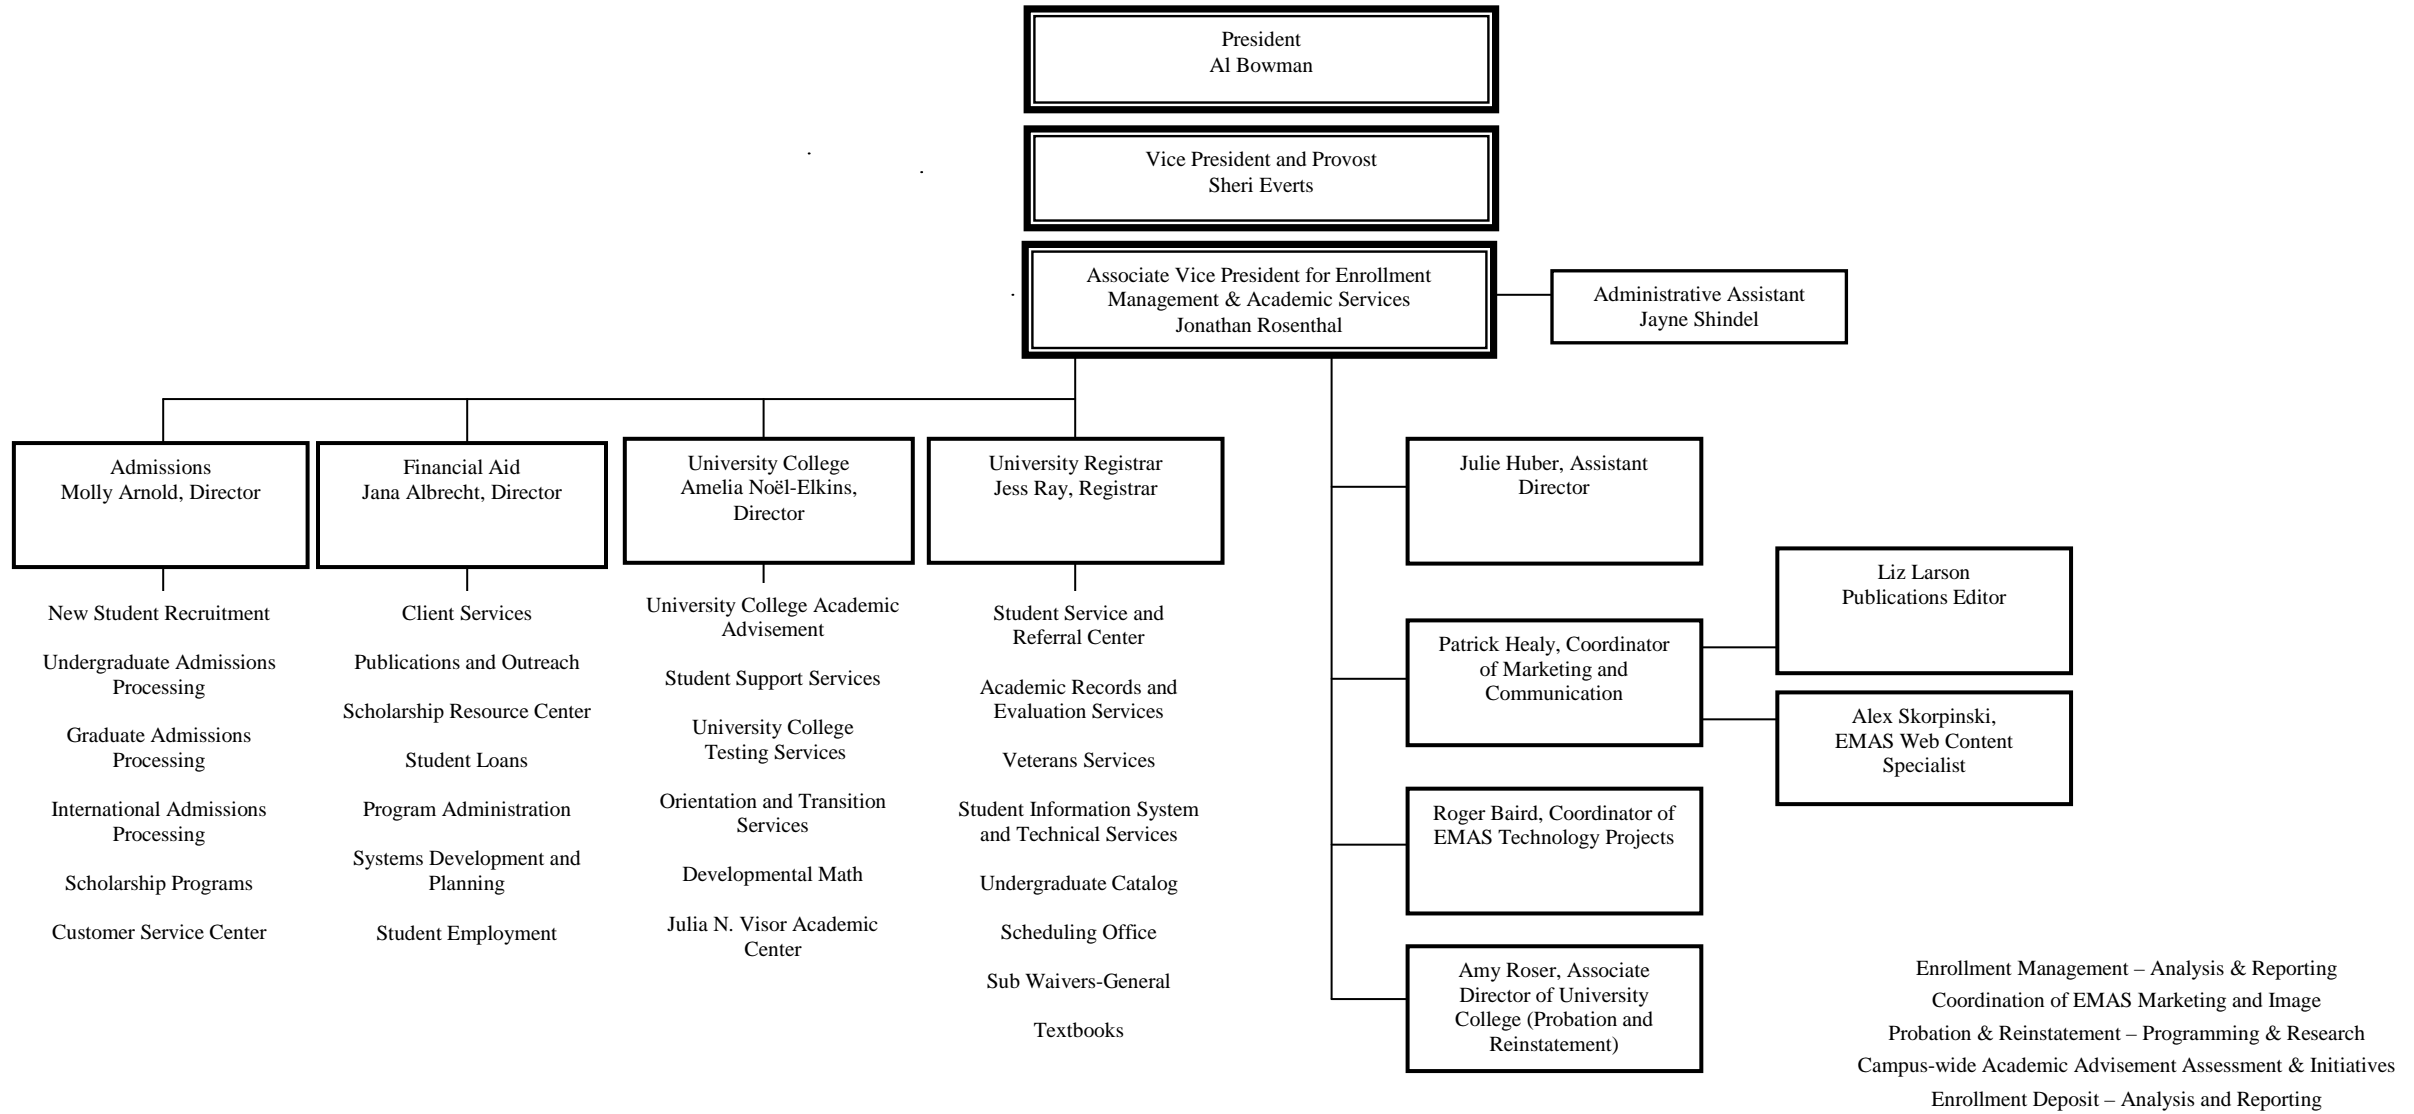 President
Al Bowman
Vice President and Provost
Sheri Everts
Associate Vice President for Enrollment
Management & Academic Services
Jonathan Rosenthal
Administrative Assistant
Jayne Shindel
Admissions
Molly Arnold, Director
New Student Recruitment
Undergraduate Admissions
Processing
Graduate Admissions
Processing
International Admissions
Processing
Scholarship Programs
Customer Service Center
Financial Aid
Jana Albrecht, Director
Client Services
Publications and Outreach
Scholarship Resource Center
Student Loans
Program Administration
Systems Development and
Planning
Student Employment
University College
Amelia Noël-Elkins,
Director
University College Academic
Advisement
Student Support Services
University College
Testing Services
Orientation and Transition
Services
Developmental Math
Julia N. Visor Academic
Center
University Registrar
Jess Ray, Registrar
Student Service and
Referral Center
Academic Records and
Evaluation Services
Veterans Services
Student Information System
and Technical Services
Undergraduate Catalog
Scheduling Office
Sub Waivers-General
Textbooks
Julie Huber, Assistant
Director
Patrick Healy, Coordinator
of Marketing and
Communication
Liz Larson
Publications Editor
Alex Skorpinski,
EMAS Web Content
Specialist
Roger Baird, Coordinator of
EMAS Technology Projects
Amy Roser, Associate
Director of University
College (Probation and
Reinstatement)
Enrollment Management – Analysis & Reporting
Coordination of EMAS Marketing and Image
Probation & Reinstatement – Programming & Research
Campus-wide Academic Advisement Assessment & Initiatives
Enrollment Deposit – Analysis and Reporting